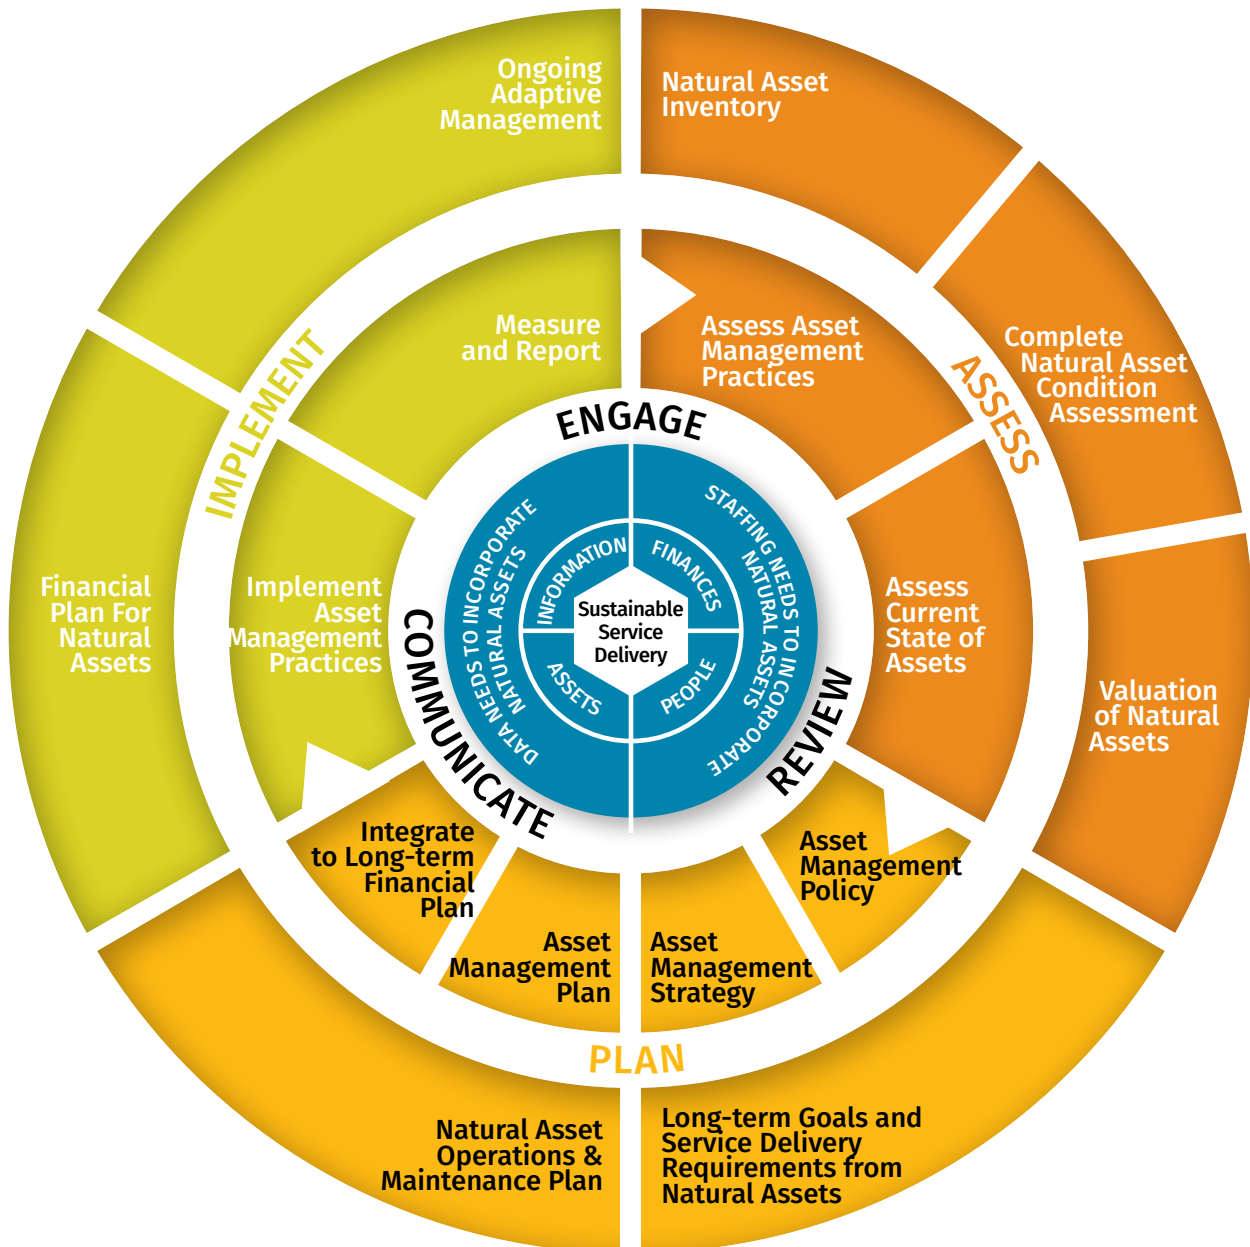 Ongoing
Adaptive
Management
Natural Asset
Inventory
Complete
Natural Asset
Condition
Assessment
Valuation
of Natural
Assets
Long-term Goals and
Service Delivery
Requirements from
Natural Assets
Natural Asset
Operations &
Maintenance Plan
Financial
Plan For
Natural
Assets
IMPLEMENT
ASSESS
PLAN
Measure
and Report
Assess Asset
Management
Practices
Assess
Current
State of
Assets
Asset
Management
Policy
Asset
Management
Strategy
Asset
Management
Plan
Integrate
to Long-term
Financial
Plan
Implement
Asset
Management
Practices
ENGAGE
REVIEW
COMMUNICATE
DATA NEEDS TO INCORPORATE
NATURAL ASSETS
STAFFING NEEDS TO INCORPORATE
NATURAL ASSETS
INFORMATION
FINANCES
ASSETS
PEOPLE
Sustainable
Service
Delivery